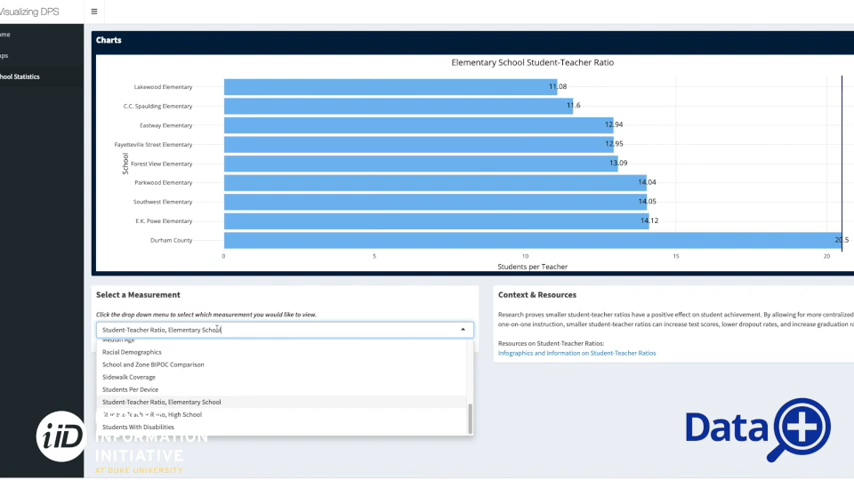 Visualizing DPS
☰
ome
ps
hool Statistics
Charts
Elementary School Student-Teacher Ratio
School
Lakewood Elementary 11.08
C.C. Spaulding Elementary 11.6
Eastway Elementary 12.94
Fayetteville Street Elementary 12.95
Forest View Elementary 13.09
Parkwood Elementary 14.04
Southwest Elementary 14.05
E.K. Powe Elementary 14.12
Durham County 20.5
0 5 10 15 20
Students per Teacher
Select a Measurement
Click the drop down menu to select which measurement you would like to view.
Student-Teacher Ratio, Elementary School
Median Age
Racial Demographics
School and Zone BIPOC Comparison
Sidewalk Coverage
Students Per Device
Student-Teacher Ratio, Elementary School
Ratio, High School
Students With Disabilities
Context & Resources
Research proves smaller student-teacher ratios have a positive effect on student achievement. By allowing for more centralized
one-on-one instruction, smaller student-teacher ratios can increase test scores, lower dropout rates, and increase graduation ra
Resources on Student-Teacher Ratios:
Infographics and Information on Student-Teacher Ratios
iiD
INFORMATION
INITIATIVE
AT DUKE UNIVERSITY
Data+